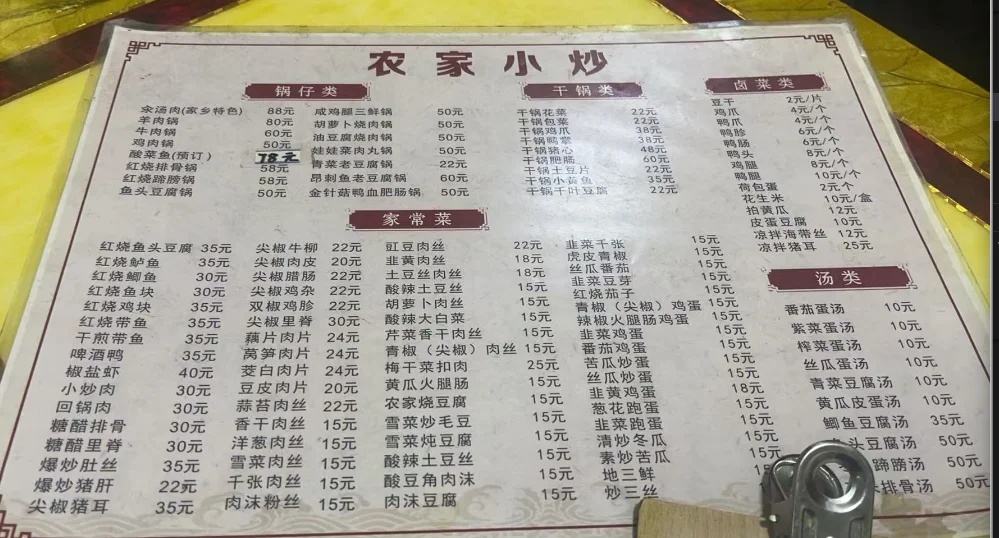 农家小炒
锅仔类
汆汤肉(家乡特色) 88元
羊肉锅 80元
牛肉锅 60元
鸡肉锅 50元
酸菜鱼(预订) 78元
红烧排骨锅 58元
红烧蹄膀锅 58元
鱼头豆腐锅 50元
咸鸡腿三鲜锅 50元
胡萝卜烧肉锅 50元
油豆腐烧肉锅 50元
娃娃菜肉丸锅 50元
青菜老豆腐锅 22元
昂刺鱼老豆腐锅 60元
金针菇鸭血肥肠锅 50元
干锅类
干锅花菜 22元
干锅包菜 22元
干锅鸡爪 38元
干锅鸭掌 38元
干锅猪心 48元
干锅肥肠 60元
干锅土豆片 22元
干锅小黄鱼 35元
干锅千叶豆腐 22元
卤菜类
豆干 2元/片
鸡爪 4元/个
鸭爪 4元/个
鸭胗 6元/个
鸭肠 6元/个
鸭头 8元/个
鸡腿 8元/个
鸭腿 10元/个
荷包蛋 2元个
花生米 10元/盒
拍黄瓜 12元
皮蛋豆腐 10元
凉拌海带丝 12元
凉拌猪耳 25元
家常菜
红烧鱼头豆腐 35元
红烧鲈鱼 35元
红烧鲫鱼 30元
红烧鱼块 30元
红烧鸡块 35元
红烧带鱼 35元
干煎带鱼 35元
啤酒鸭 35元
椒盐虾 40元
小炒肉 30元
回锅肉 30元
糖醋排骨 30元
糖醋里脊 30元
爆炒肚丝 35元
爆炒猪肝 22元
尖椒猪耳 35元
尖椒牛柳 22元
尖椒肉皮 20元
尖椒腊肠 22元
尖椒鸡杂 22元
双椒鸡胗 22元
尖椒里脊 30元
藕片肉片 24元
莴笋肉片 24元
茭白肉片 24元
豆皮肉片 20元
蒜苔肉丝 22元
香干肉丝 15元
洋葱肉丝 15元
雪菜肉丝 15元
千张肉丝 15元
肉沫粉丝 15元
豇豆肉丝 22元
韭黄肉丝 18元
土豆丝肉丝 18元
酸辣土豆丝 15元
胡萝卜肉丝 15元
酸辣大白菜 15元
芹菜香干肉丝 15元
青椒（尖椒）肉丝 15元
梅干菜扣肉 25元
黄瓜火腿肠 15元
农家烧豆腐 15元
雪菜炒毛豆 15元
雪菜炖豆腐 15元
酸辣土豆丝 15元
酸豆角肉沫 15元
肉沫豆腐 15元
韭菜千张 15元
虎皮青椒 15元
丝瓜番茄 15元
韭菜豆芽 15元
红烧茄子 15元
青椒（尖椒）鸡蛋 15元
辣椒火腿肠鸡蛋 15元
韭菜鸡蛋 15元
番茄鸡蛋 15元
苦瓜炒蛋 15元
丝瓜炒蛋 15元
韭黄鸡蛋 18元
葱花跑蛋 15元
韭菜跑蛋 15元
清炒冬瓜 15元
素炒苦瓜 15元
地三鲜
炒三丝
汤类
番茄蛋汤 10元
紫菜蛋汤 10元
榨菜蛋汤 10元
丝瓜蛋汤 10元
青菜豆腐汤 10元
黄瓜皮蛋汤 10元
鲫鱼豆腐汤 35元
头豆腐汤 50元
蹄膀汤 50元
排骨汤 50元